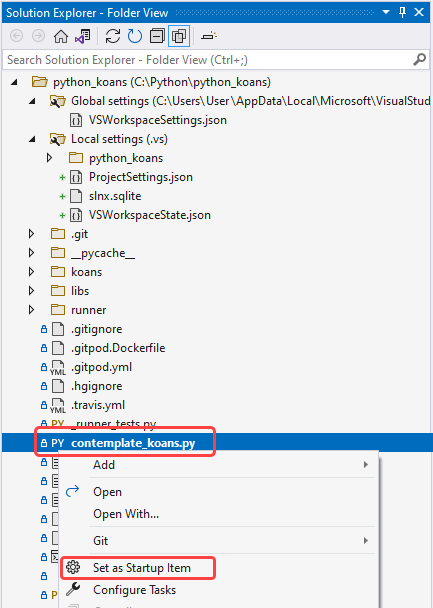 Solution Explorer - Folder View
Search Solution Explorer - Folder View (Ctrl+;)
python_koans (C:\Python\python_koans)
Global settings (C:\Users\User\AppData\Local\Microsoft\VisualStud
VSWorkspaceSettings.json
Local settings (.vs)
python_koans
ProjectSettings.json
slnx.sqlite
VSWorkspaceState.json
.git
__pycache__
koans
libs
runner
.gitignore
.gitpod.Dockerfile
YML .gitpod.yml
.hgignore
YML .travis.yml
PY _runner_tests.py
PY contemplate_koans.py
Add
Open
Open With...
Git
Set as Startup Item
Configure Tasks